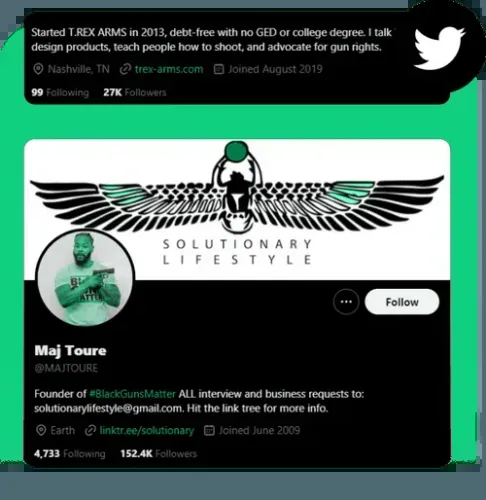 Started T.REX ARMS in 2013, debt-free with no GED or college degree. I talk
design products, teach people how to shoot, and advocate for gun rights.
Nashville, TN trex-arms.com Joined August 2019
99 Following 27K Followers
SOLUTIONARY
LIFESTYLE
Follow
Maj Toure
@MAJTOURE
Founder of #BlackGunsMatter ALL interview and business requests to:
solutionarylifestyle@gmail.com. Hit the link tree for more info.
Earth linktr.ee/solutionary Joined June 2009
4,733 Following 152.4K Followers